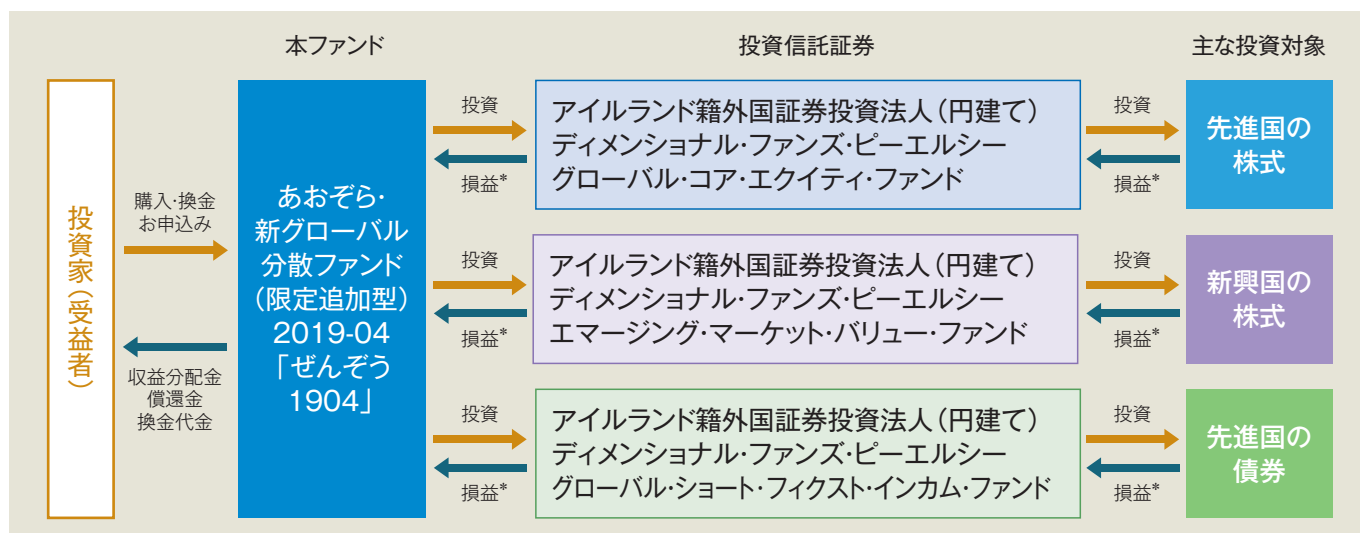 本ファンド
投資信託証券
主な投資対象
投資家（受益者）
購入・換金
お申込み
収益分配金
償還金
換金代金
あおぞら・
新グローバル
分散ファンド
（限定追加型）
2019-04
「ぜんぞう
1904」
投資
損益*
アイルランド籍外国証券投資法人（円建て）
ディメンショナル・ファンズ・ピーエルシー
グローバル・コア・エクイティ・ファンド
投資
損益*
先進国の
株式
投資
損益*
アイルランド籍外国証券投資法人（円建て）
ディメンショナル・ファンズ・ピーエルシー
エマージング・マーケット・バリュー・ファンド
投資
損益*
新興国の
株式
投資
損益*
アイルランド籍外国証券投資法人（円建て）
ディメンショナル・ファンズ・ピーエルシー
グローバル・ショート・フィクスト・インカム・ファンド
投資
損益*
先進国の
債券